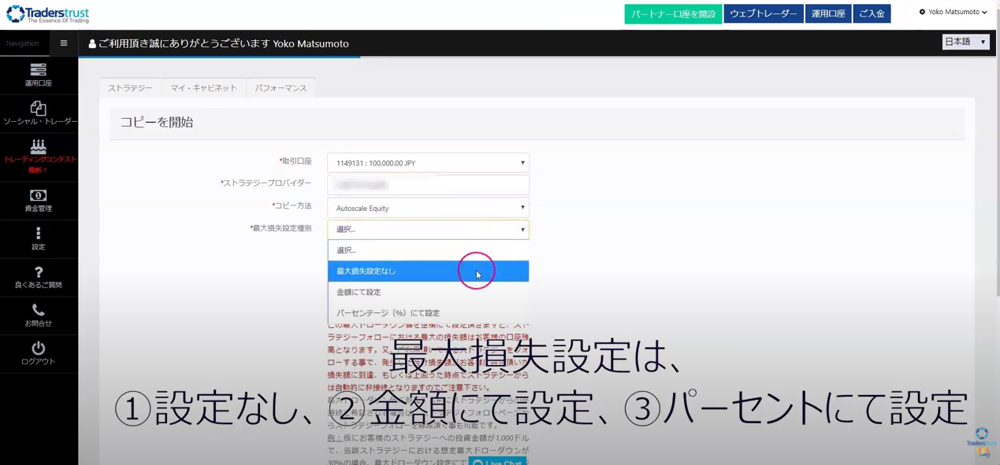 Traderstrust
The Essence Of Trading
パートナー口座を開設
ウェブトレーダー
運用口座
ご入金
Yoko Matsumoto
Navigation
ご利用頂き誠にありがとうございます Yoko Matsumoto
日本語
運用口座
ソーシャル・トレーダー
トレーディングコンテスト
最新！
資金管理
設定
良くあるご質問
お問合せ
ログアウト
ストラテジー
マイ・キャビネット
パフォーマンス
コピーを開始
*取引口座
1149131 : 100,000.00 JPY
*ストラテジープロバイダー
*コピー方法
Autoscale Equity
*最大損失設定種別
選択...
選択...
最大損失設定なし
金額にて設定
パーセンテージ（%）にて設定
この最大ドローダウン値を空欄にて設定頂きますと、スト
ラテジーフォローにおける最大の損失額はお客様の口座残
高となります。又、
ローする事で、発
損失額に到達、もしくは上回った時点でストラテジーから
は自動的に非接続となりますのでご注意下さい。
最大損失設定は、
①設定なし、②金額にて設定、③パーセントにて設定
らストラテジーフォローを解除頂く事も可能です。
例：仮にお客様のストラテジーへの投資金額が1,000ドル
で、当該ストラテジーにおける想定最大ドローダウンが
30%の場合、最大ドローダウン設定にて
Live Chat
TradersTrust